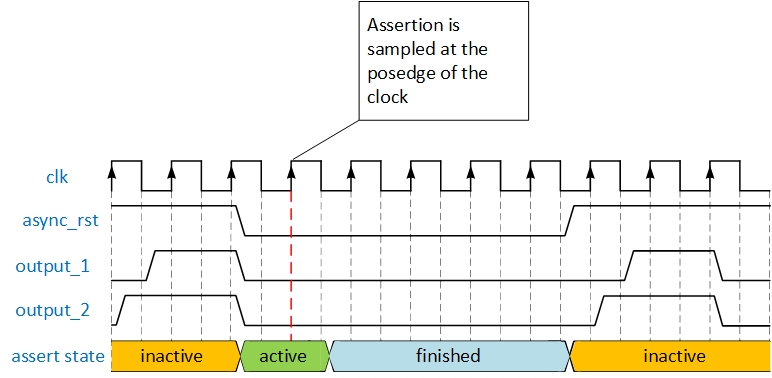 Assertion is
sampled at the
posedge of the
clock
clk
async_rst
output_1
output_2
assert state
inactive
active
finished
inactive